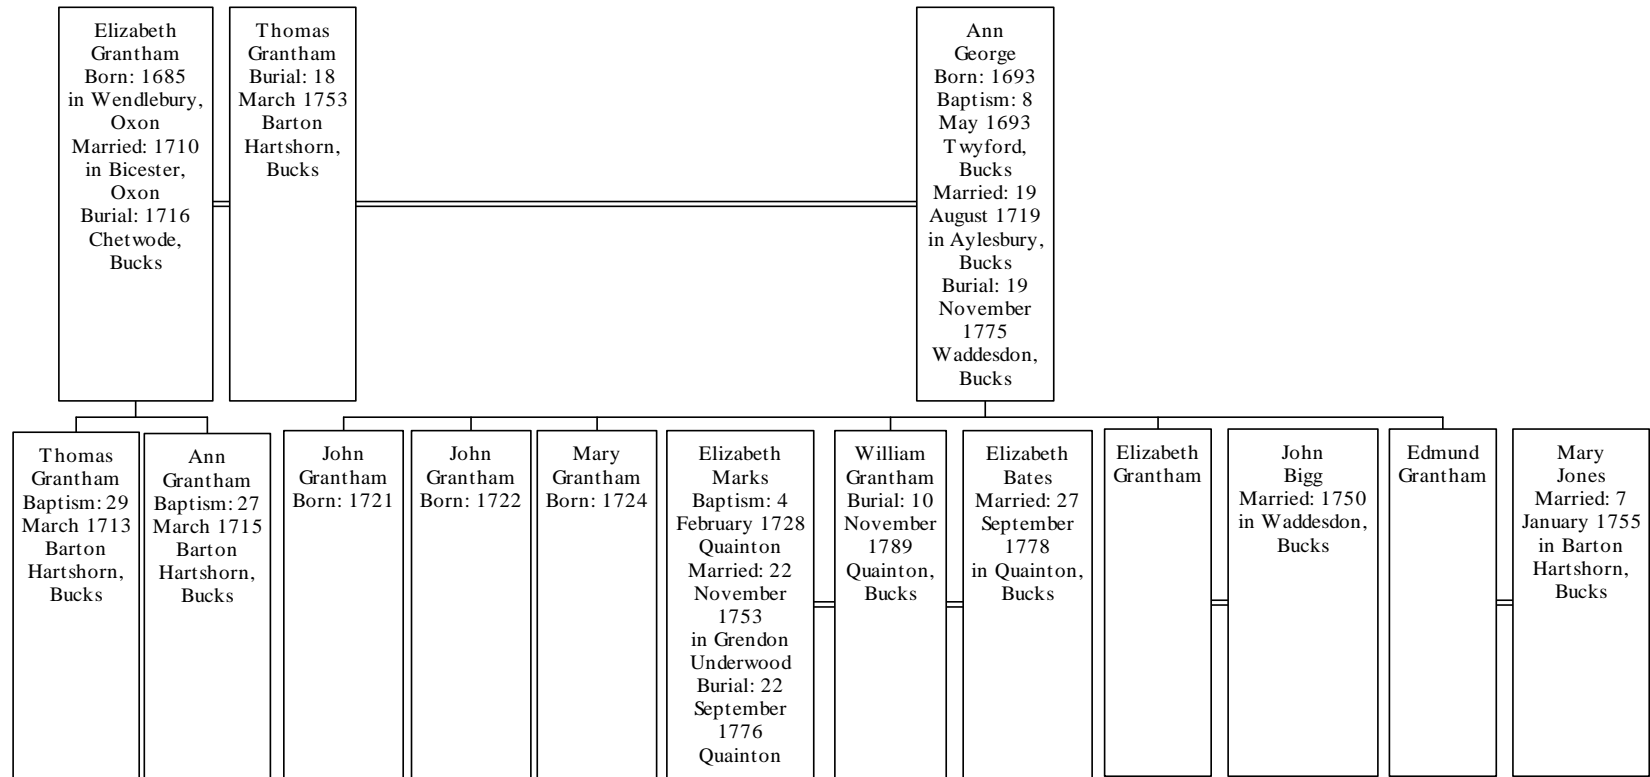 Elizabeth
Grantham
Born: 1685
in Wendlebury,
Oxon
Married: 1710
in Bicester,
Oxon
Burial: 1716
Chetwode,
Bucks
Thomas
Grantham
Burial: 18
March 1753
Barton
Hartshorn,
Bucks
Ann
George
Born: 1693
Baptism: 8
May 1693
Twyford,
Bucks
Married: 19
August 1719
in Aylesbury,
Bucks
Burial: 19
November
1775
Waddesdon,
Bucks
Thomas
Grantham
Baptism: 29
March 1713
Barton
Hartshorn,
Bucks
Ann
Grantham
Baptism: 27
March 1715
Barton
Hartshorn,
Bucks
John
Grantham
Born: 1721
John
Grantham
Born: 1722
Mary
Grantham
Born: 1724
Elizabeth
Marks
Baptism: 4
February 1728
Quainton
Married: 22
November
1753
in Grendon
Underwood
Burial: 22
September
1776
Quainton
William
Grantham
Burial: 10
November
1789
Quainton,
Bucks
Elizabeth
Bates
Married: 27
September
1778
in Quainton,
Bucks
Elizabeth
Grantham
John
Bigg
Married: 1750
in Waddesdon,
Bucks
Edmund
Grantham
Mary
Jones
Married: 7
January 1755
in Barton
Hartshorn,
Bucks